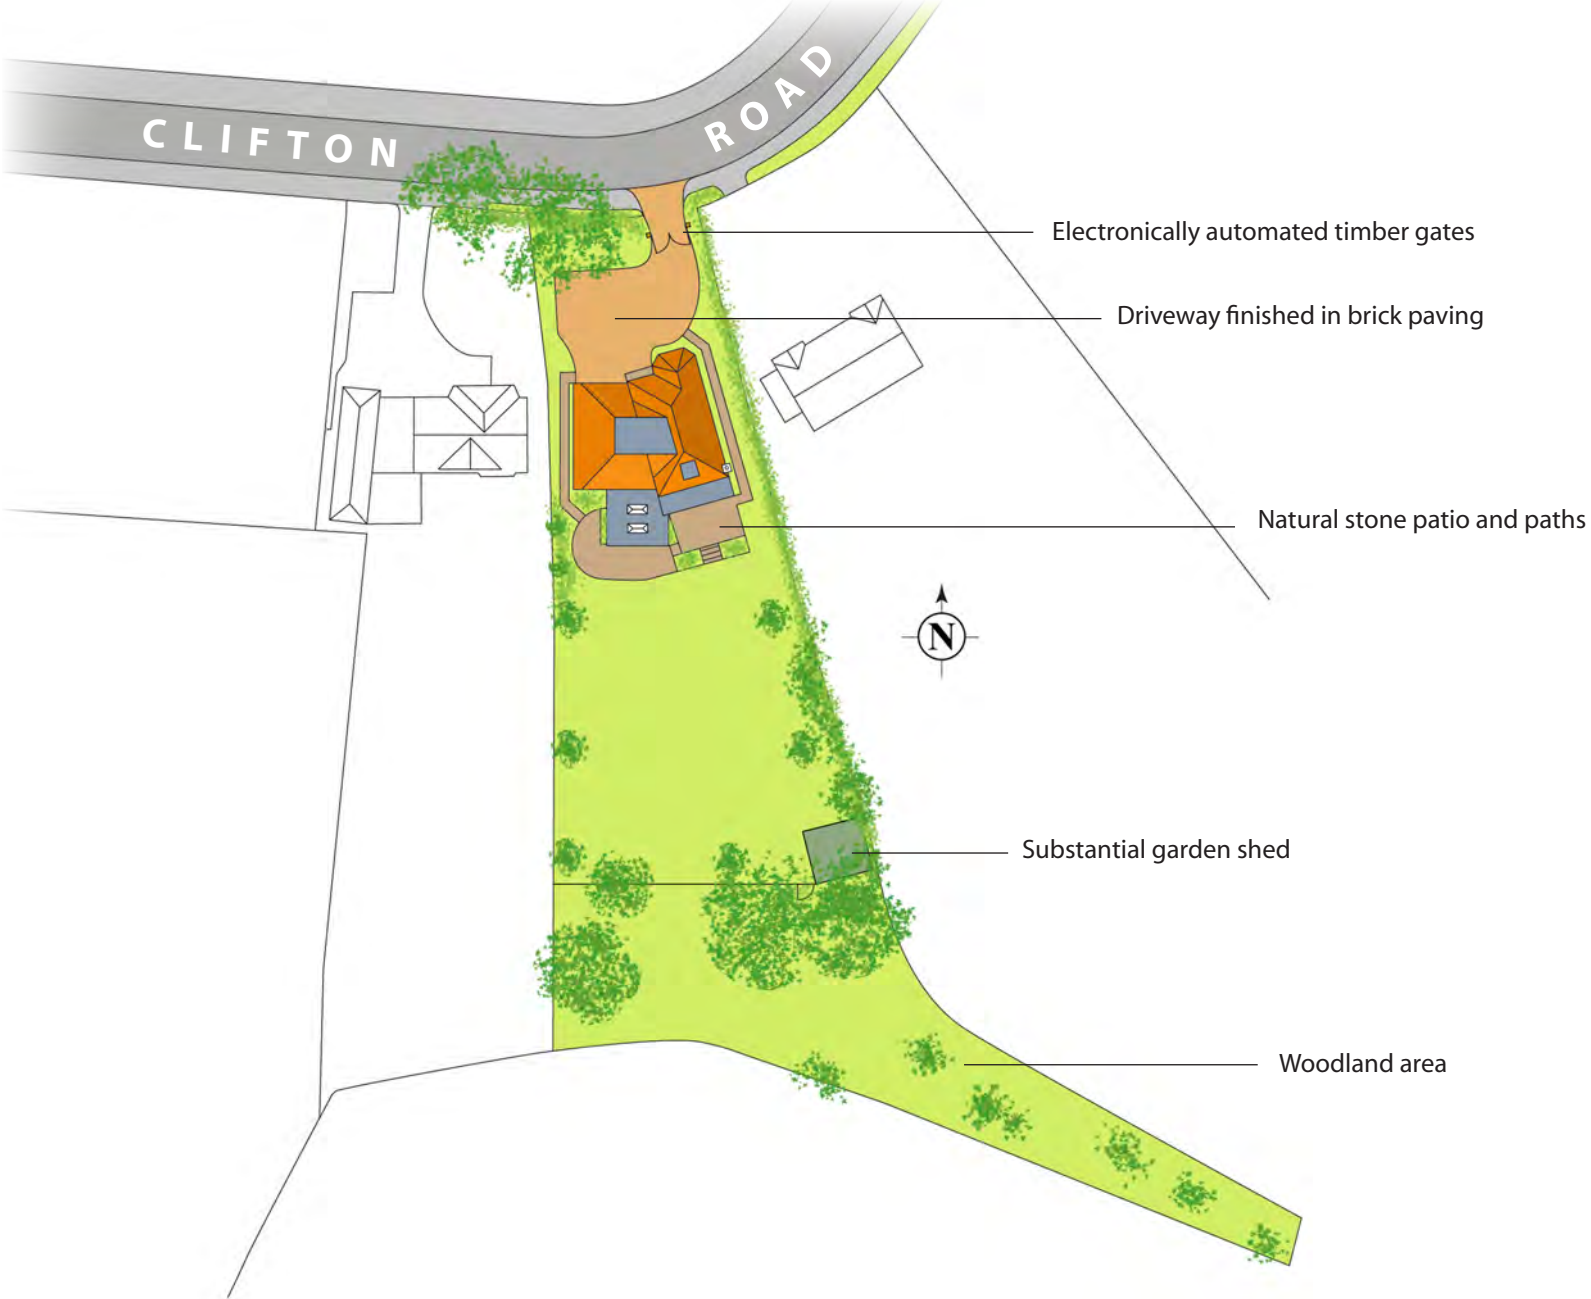 CLIFTON ROAD
Electronically automated timber gates
Driveway finished in brick paving
Natural stone patio and paths
N
Substantial garden shed
Woodland area